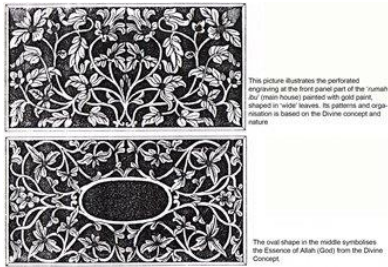 This picture illustrates the perforated
engraving at the front panel part of the 'rumah
ibu' (main house) painted with gold paint,
shaped in 'wide' leaves. Its patterns and orga-
nisation is based on the Divine concept and
nature
The oval shape in the middle symbolises
the Essence of Allah (God) from the Divine
Concept.